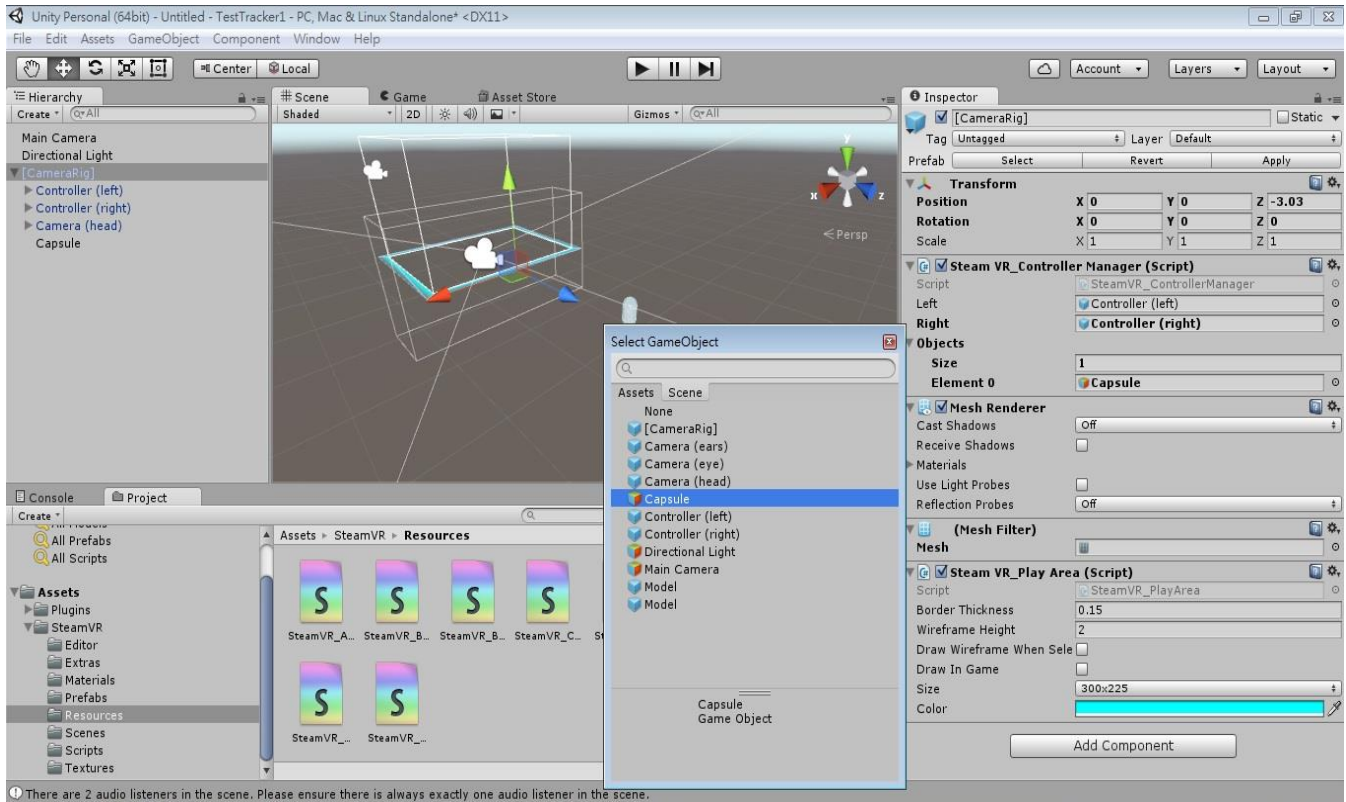 Unity Personal (64bit) - Untitled - TestTracker1 - PC, Mac & Linux Standalone* <DX11>
File Edit Assets GameObject Component Window Help
Center Local Account Layers Layout
Hierarchy
Create All
Main Camera
Directional Light
[CameraRig]
Controller (left)
Controller (right)
Camera (head)
Capsule
Scene Game Asset Store
Shaded 2D Gizmos All
y
x z
Persp
Select GameObject
Assets Scene
None
[CameraRig]
Camera (ears)
Camera (eye)
Camera (head)
Capsule
Controller (left)
Controller (right)
Directional Light
Main Camera
Model
Model
Capsule
Game Object
Inspector
[CameraRig] Static
Tag Untagged Layer Default
Prefab Select Revert Apply
Transform
Position X 0 Y 0 Z -3.03
Rotation X 0 Y 0 Z 0
Scale X 1 Y 1 Z 1
Steam VR_Controller Manager (Script)
Script SteamVR_ControllerManager
Left Controller (left)
Right Controller (right)
Objects
Size 1
Element 0 Capsule
Mesh Renderer
Cast Shadows Off
Receive Shadows
Materials
Use Light Probes
Reflection Probes Off
(Mesh Filter)
Mesh
Steam VR_Play Area (Script)
Script SteamVR_PlayArea
Border Thickness 0.15
Wireframe Height 2
Draw Wireframe When Sele
Draw In Game
Size 300x225
Color
Add Component
Console Project
Create
All Prefabs
All Scripts
Assets
Plugins
SteamVR
Editor
Extras
Materials
Prefabs
Resources
Scenes
Scripts
Textures
Assets ▸ SteamVR ▸ Resources
SteamVR_A... SteamVR_B... SteamVR_B... SteamVR_C...
SteamVR_... SteamVR_...
There are 2 audio listeners in the scene. Please ensure there is always exactly one audio listener in the scene.